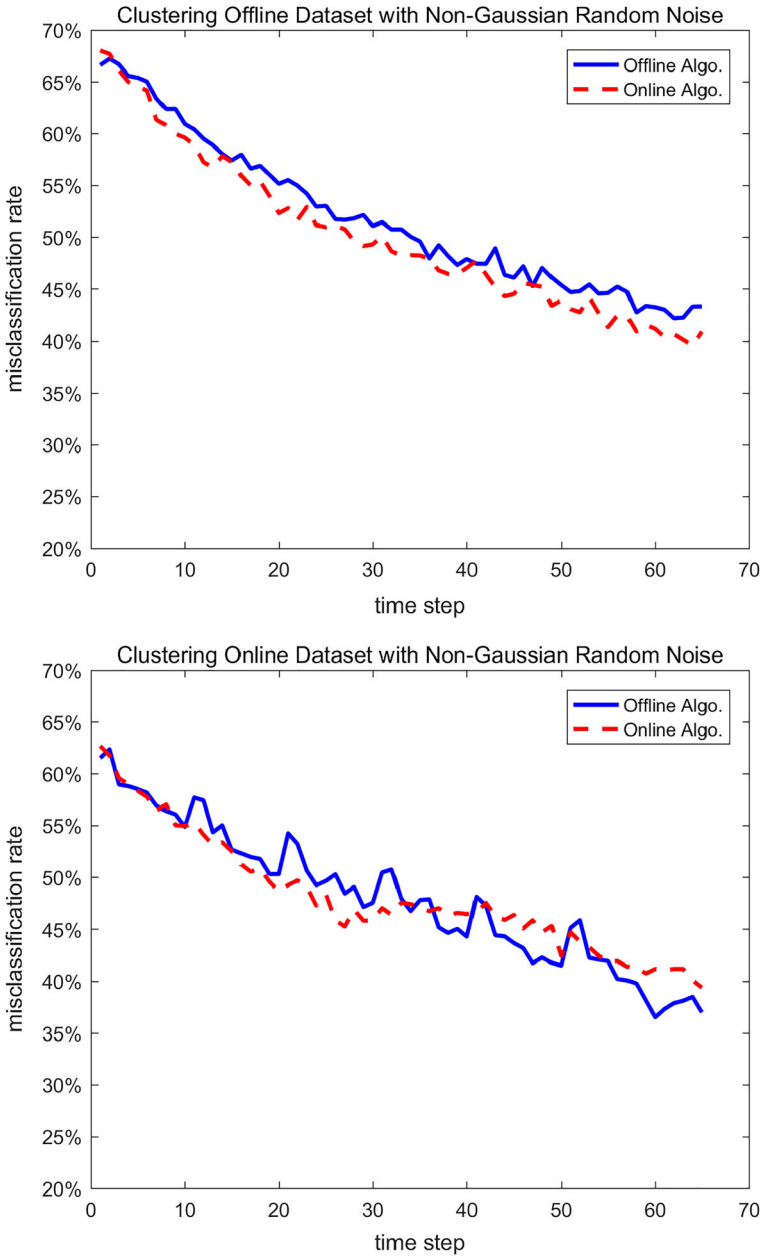 Clustering Offline Dataset with Non-Gaussian Random Noise
70%
65%
60%
55%
50%
45%
40%
35%
30%
25%
20%
misclassification rate
Offline Algo.
Online Algo.
0 10 20 30 40 50 60 70
time step
Clustering Online Dataset with Non-Gaussian Random Noise
70%
65%
60%
55%
50%
45%
40%
35%
30%
25%
20%
misclassification rate
Offline Algo.
Online Algo.
0 10 20 30 40 50 60 70
time step